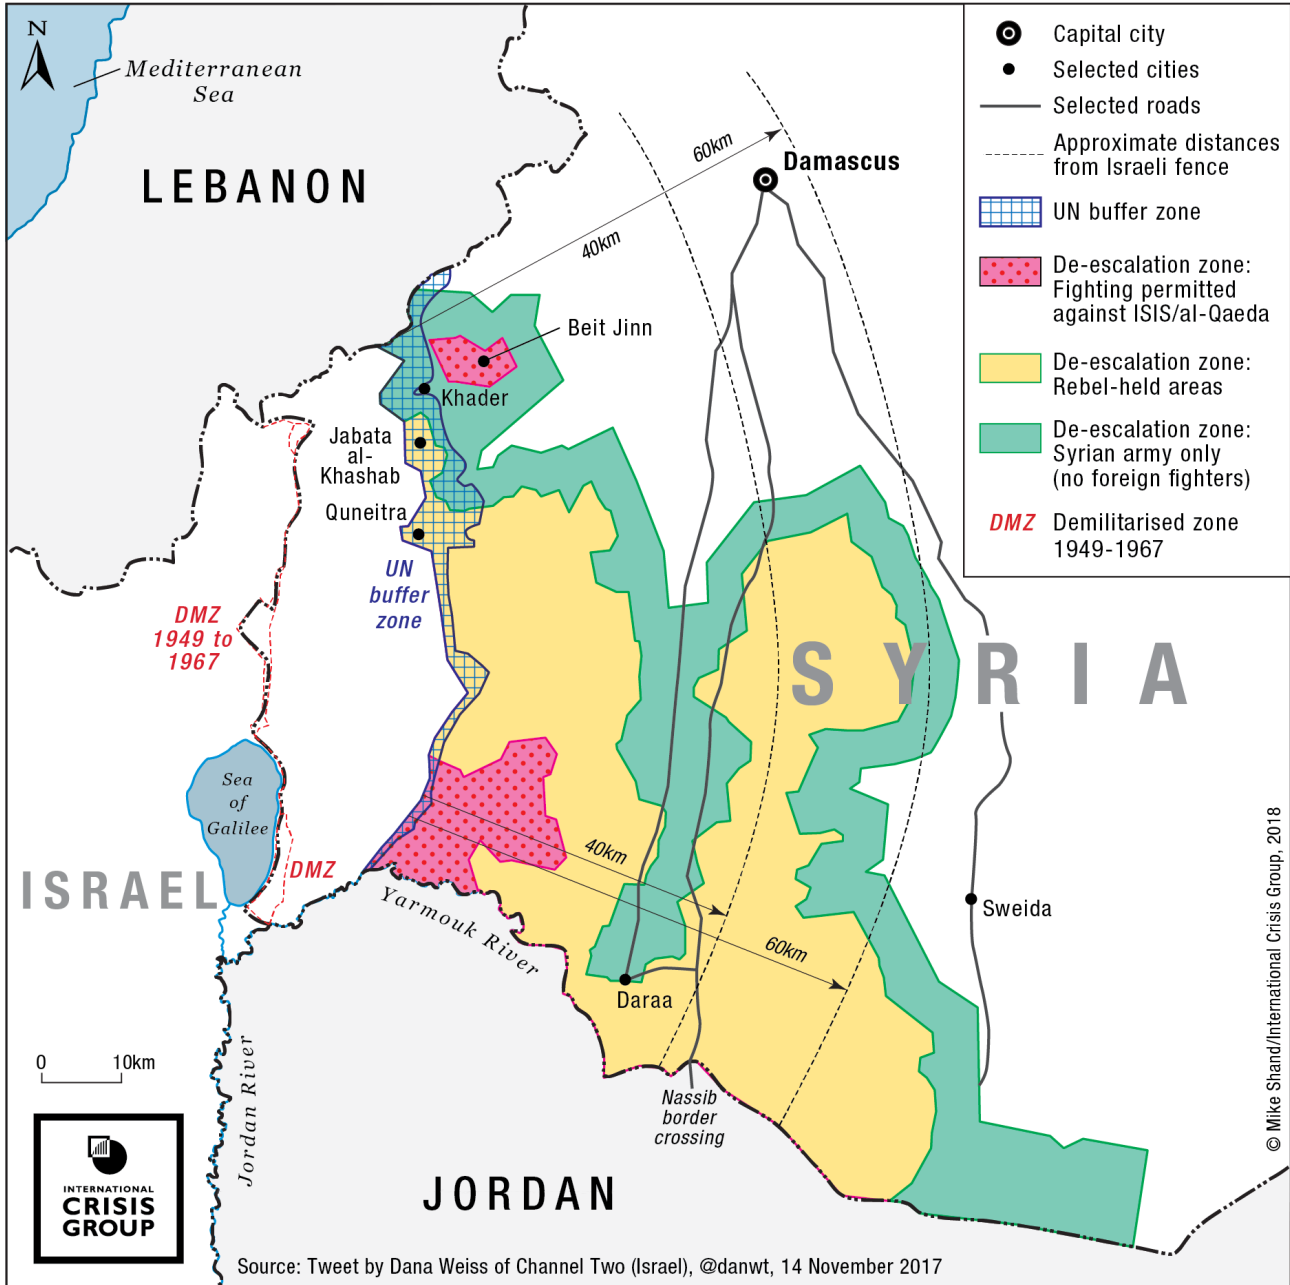 N
Mediterranean
Sea
LEBANON
60km
Damascus
40km
Beit Jinn
Khader
Jabata
al-
Khashab
Quneitra
UN
buffer
zone
DMZ
1949 to
1967
SYRIA
Sea
of
Galilee
ISRAEL
DMZ
40km
Yarmouk River
60km
Sweida
Daraa
0 10km
Jordan River
Nassib
border
crossing
JORDAN
Capital city
Selected cities
Selected roads
Approximate distances
from Israeli fence
UN buffer zone
De-escalation zone:
Fighting permitted
against ISIS/al-Qaeda
De-escalation zone:
Rebel-held areas
De-escalation zone:
Syrian army only
(no foreign fighters)
DMZ Demilitarised zone
1949-1967
© Mike Shand/International Crisis Group, 2018
INTERNATIONAL
CRISIS
GROUP
Source: Tweet by Dana Weiss of Channel Two (Israel), @danwt, 14 November 2017